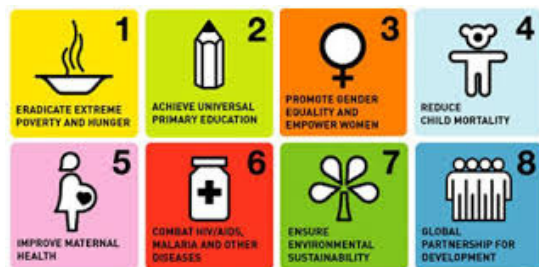 1
ERADICATE EXTREME
POVERTY AND HUNGER
2
ACHIEVE UNIVERSAL
PRIMARY EDUCATION
3
PROMOTE GENDER
EQUALITY AND
EMPOWER WOMEN
4
REDUCE
CHILD MORTALITY
5
IMPROVE MATERNAL
HEALTH
6
COMBAT HIV/AIDS,
MALARIA AND OTHER
DISEASES
7
ENSURE
ENVIRONMENTAL
SUSTAINABILITY
8
GLOBAL
PARTNERSHIP FOR
DEVELOPMENT